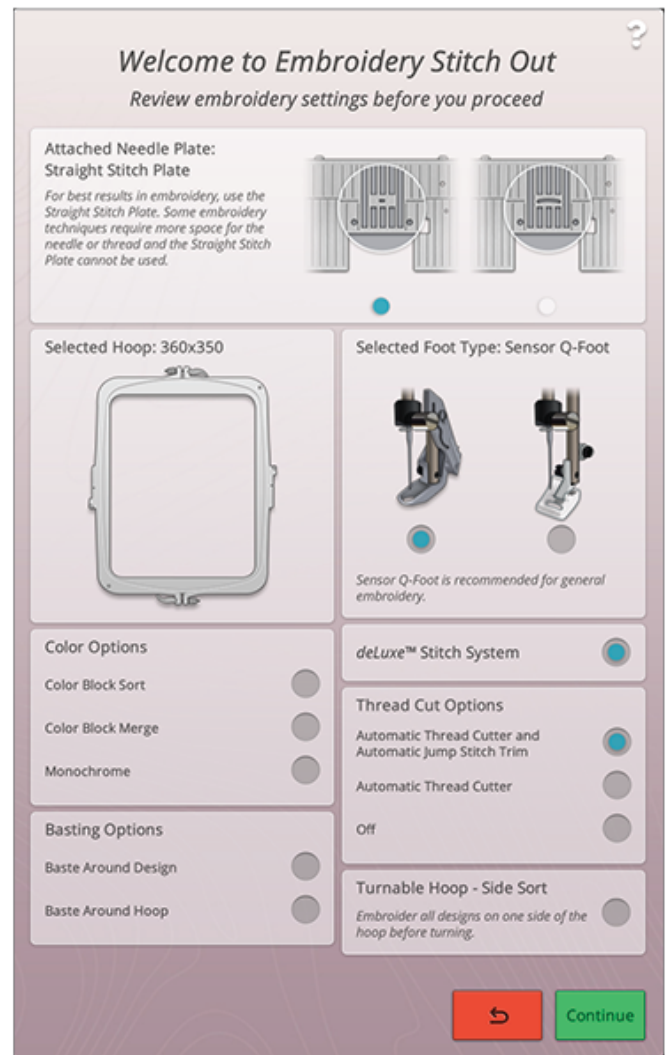 ?
Welcome to Embroidery Stitch Out
Review embroidery settings before you proceed
Attached Needle Plate:
Straight Stitch Plate
For best results in embroidery, use the
Straight Stitch Plate. Some embroidery
techniques require more space for the
needle or thread and the Straight Stitch
Plate cannot be used.
Selected Hoop: 360x350
Selected Foot Type: Sensor Q-Foot
Sensor Q-Foot is recommended for general
embroidery.
Color Options
Color Block Sort
Color Block Merge
Monochrome
Basting Options
Baste Around Design
Baste Around Hoop
deLuxe™ Stitch System
Thread Cut Options
Automatic Thread Cutter and
Automatic Jump Stitch Trim
Automatic Thread Cutter
Off
Turnable Hoop - Side Sort
Embroider all designs on one side of the
hoop before turning.
Continue